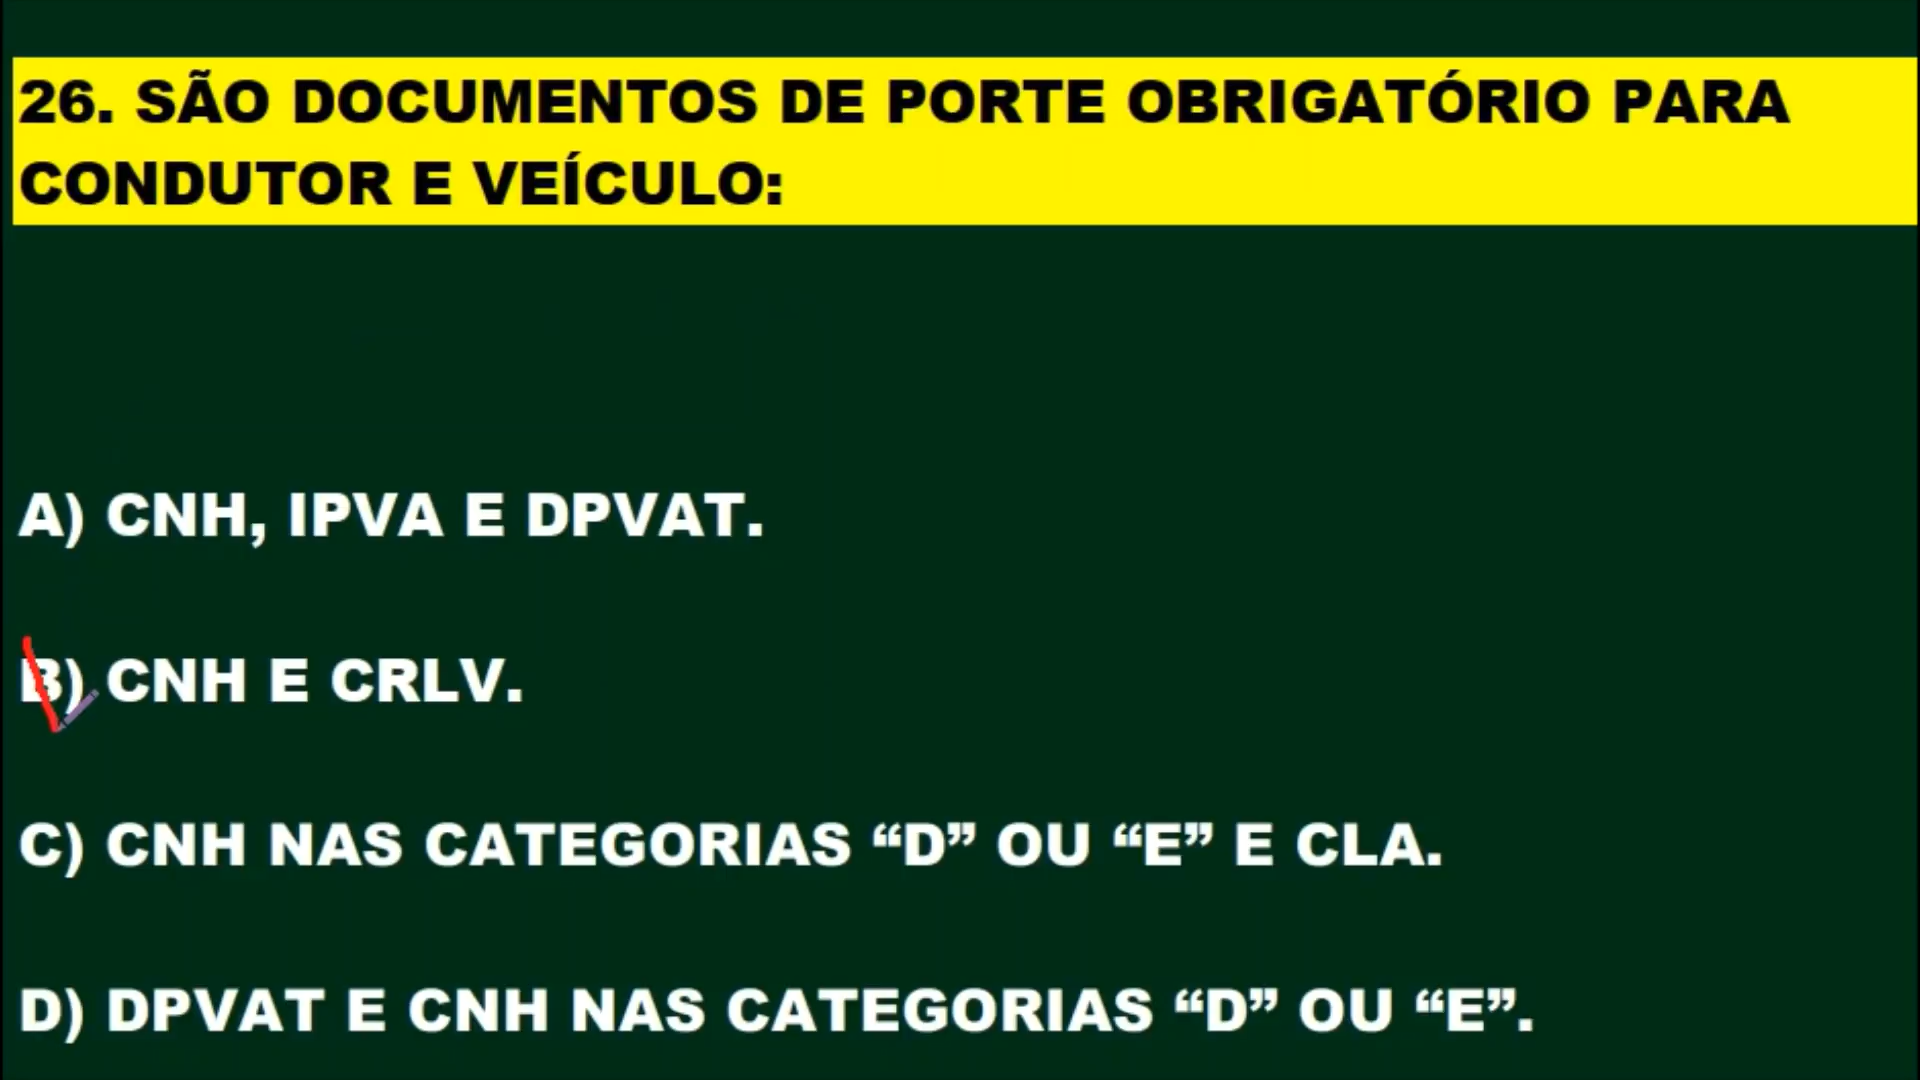 26. SÃO DOCUMENTOS DE PORTE OBRIGATÓRIO PARA
CONDUTOR E VEÍCULO:
A) CNH, IPVA E DPVAT.
B) CNH E CRLV.
C) CNH NAS CATEGORIAS “D” OU “E” E CLA.
D) DPVAT E CNH NAS CATEGORIAS “D” OU “E”.